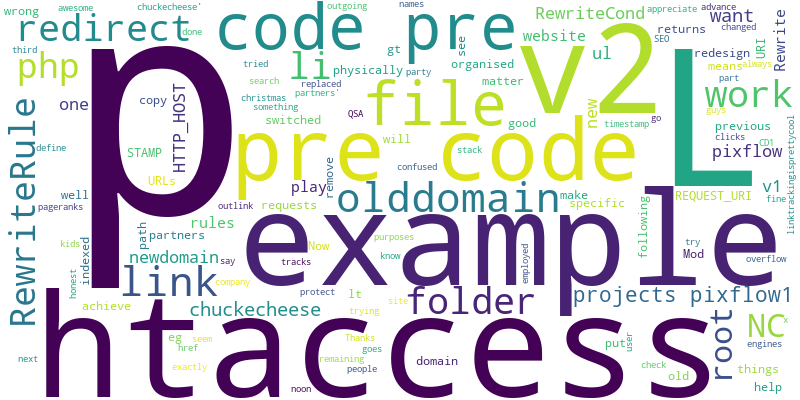 wrong awesome chuckecheese' outgoing names advance appreciate
redirect code pre RewriteCond want Rewrite
done gt see website SEO changed
third tried party returns URI
php li physically organised v2 ul redesign means always
search partners' matter work
one copy HTTP_HOST christmas replaced file new L part guys
something QSA switched good previous go
RewriteRule define STAMP will timestamp clicks CD1
URLs pre code stack pixflow
p confused REQUEST_URI fine linktrackingisprettycool
well play remove olddomain make specific v1
pageranks outlink requests
rules path partners example following try Mod overflow
indexed newdomain say Now purposes employed
kids link tracks know
honest achieve company lt protect site folder projects pixflow1
chuckecheese trying root NC x
htaccess eg seem Thanks goes put user check things engines
href remaining people domain old
next exactly noon help